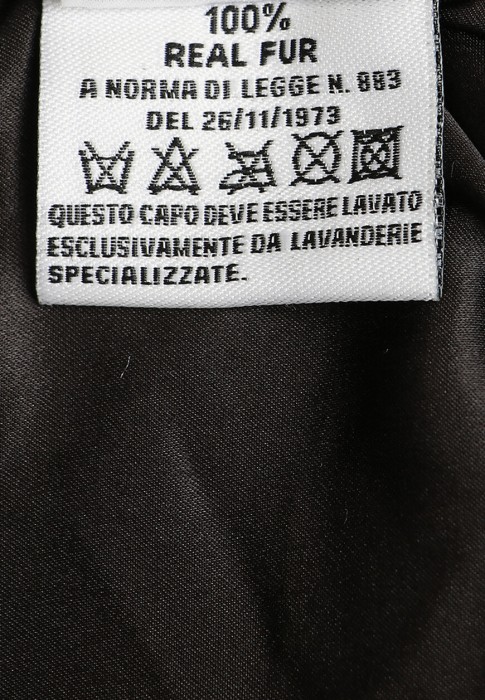 100%
REAL FUR
A NORMA DI LEGGE N. 883
DEL 26/11/1973
QUESTO CAPO DEVE ESSERE LAVATO
ESCLUSIVAMENTE DA LAVANDERIE
SPECIALIZZATE.